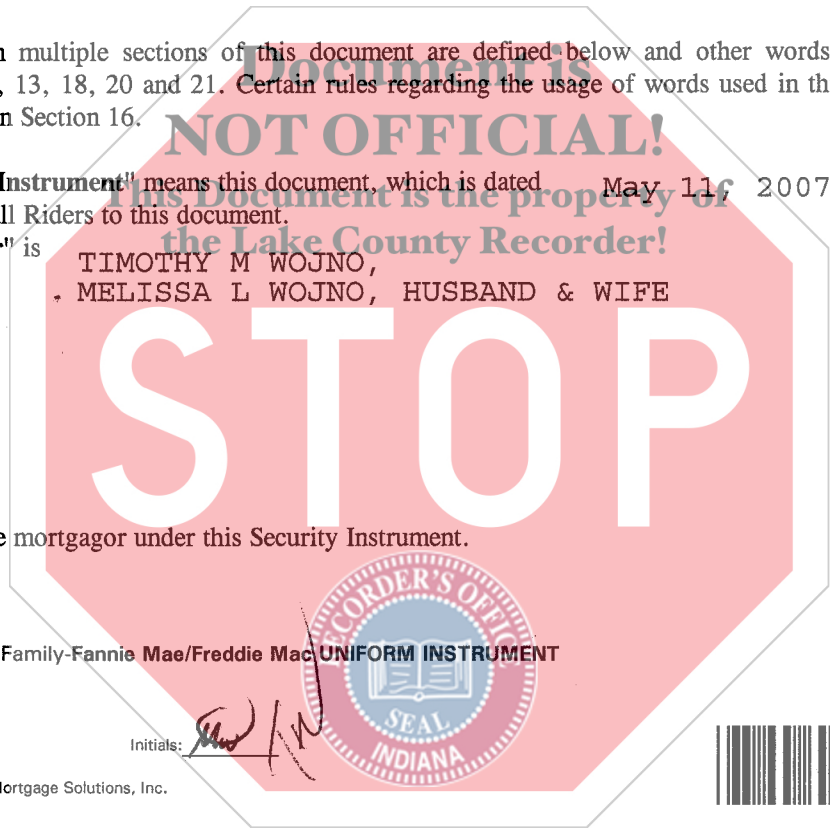 n multiple sections of this document are defined below and other words
, 13, 18, 20 and 21. Certain rules regarding the usage of words used in th
n Section 16.
Document is
NOT OFFICIAL!
This Document is the property of
the Lake County Recorder!
Instrument" means this document, which is dated May 11, 2007
ll Riders to this document.
" is
TIMOTHY M WOJNO,
MELISSA L WOJNO, HUSBAND & WIFE
STOP
e mortgagor under this Security Instrument.
RECORDER'S OFFICE
SEAL
INDIANA
Family-Fannie Mae/Freddie Mac UNIFORM INSTRUMENT
Initials:
ortgage Solutions, Inc.